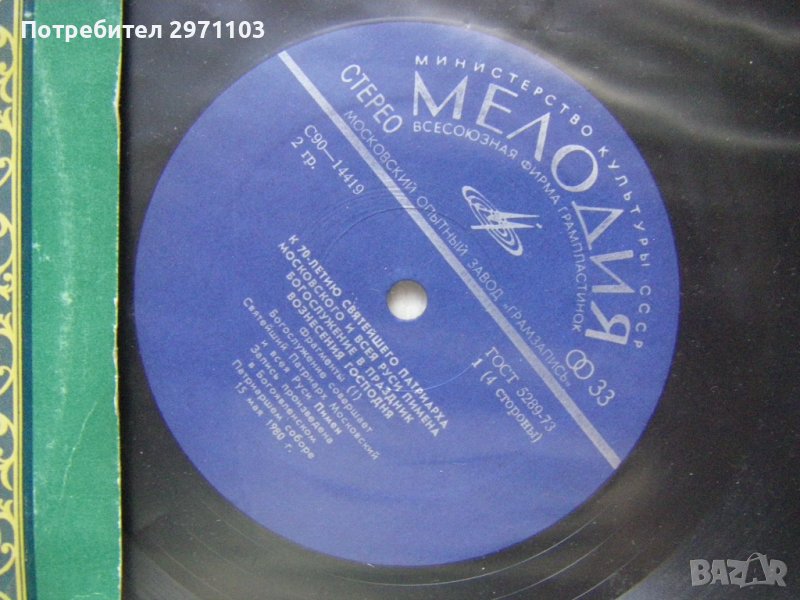 Потребител 2971103
МИНИСТЕРСТВО КУЛЬТУРЫ СССР
МЕЛОДИЯ
ВСЕСОЮЗНАЯ ФИРМА ГРАМПЛАСТИНОК
СТЕРЕО
33
МОСКОВСКИЙ ОПЫТНЫЙ ЗАВОД «ГРАМЗАПИСЬ»
С90—14419
2 гр.
ГОСТ 5289-73
1 (4 стороны)
К 70-ЛЕТИЮ СВЯТЕЙШЕГО ПАТРИАРХА
МОСКОВСКОГО И ВСЕЯ РУСИ ПИМЕНА
БОГОСЛУЖЕНИЕ В ПРАЗДНИК
ВОЗНЕСЕНИЯ ГОСПОДНЯ
Фрагменты (1)
Богослужение совершает
Святейший Патриарх Московский
и всея Руси Пимен
Запись произведена
в Богоявленском
Патриаршем соборе
15 мая 1980 г.
BAZAR